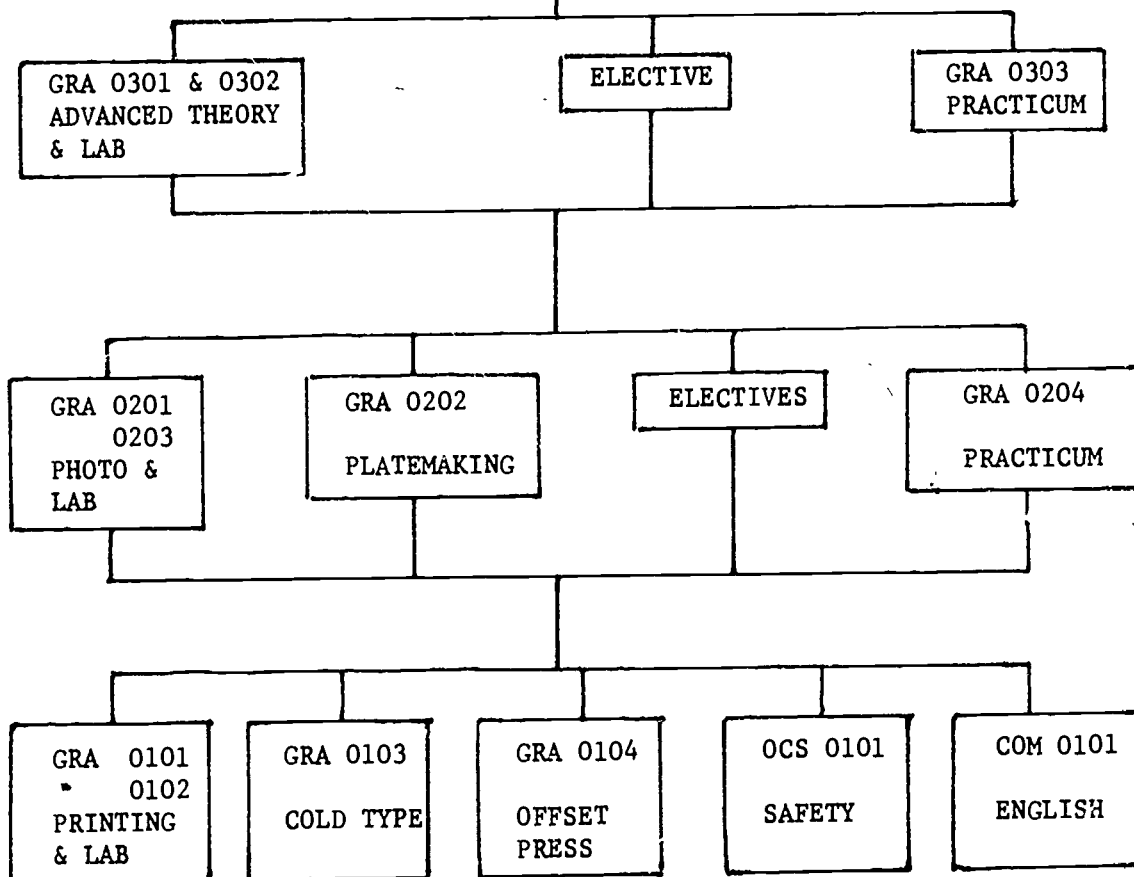 GRA 0301 & 0302
ADVANCED THEORY
& LAB
ELECTIVE
GRA 0303
PRACTICUM
GRA 0201
0203
PHOTO &
LAB
GRA 0202
PLATEMAKING
ELECTIVES
GRA 0204
PRACTICUM
GRA 0101
" 0102
PRINTING
& LAB
GRA 0103
COLD TYPE
GRA 0104
OFFSET
PRESS
OCS 0101
SAFETY
COM 0101
ENGLISH